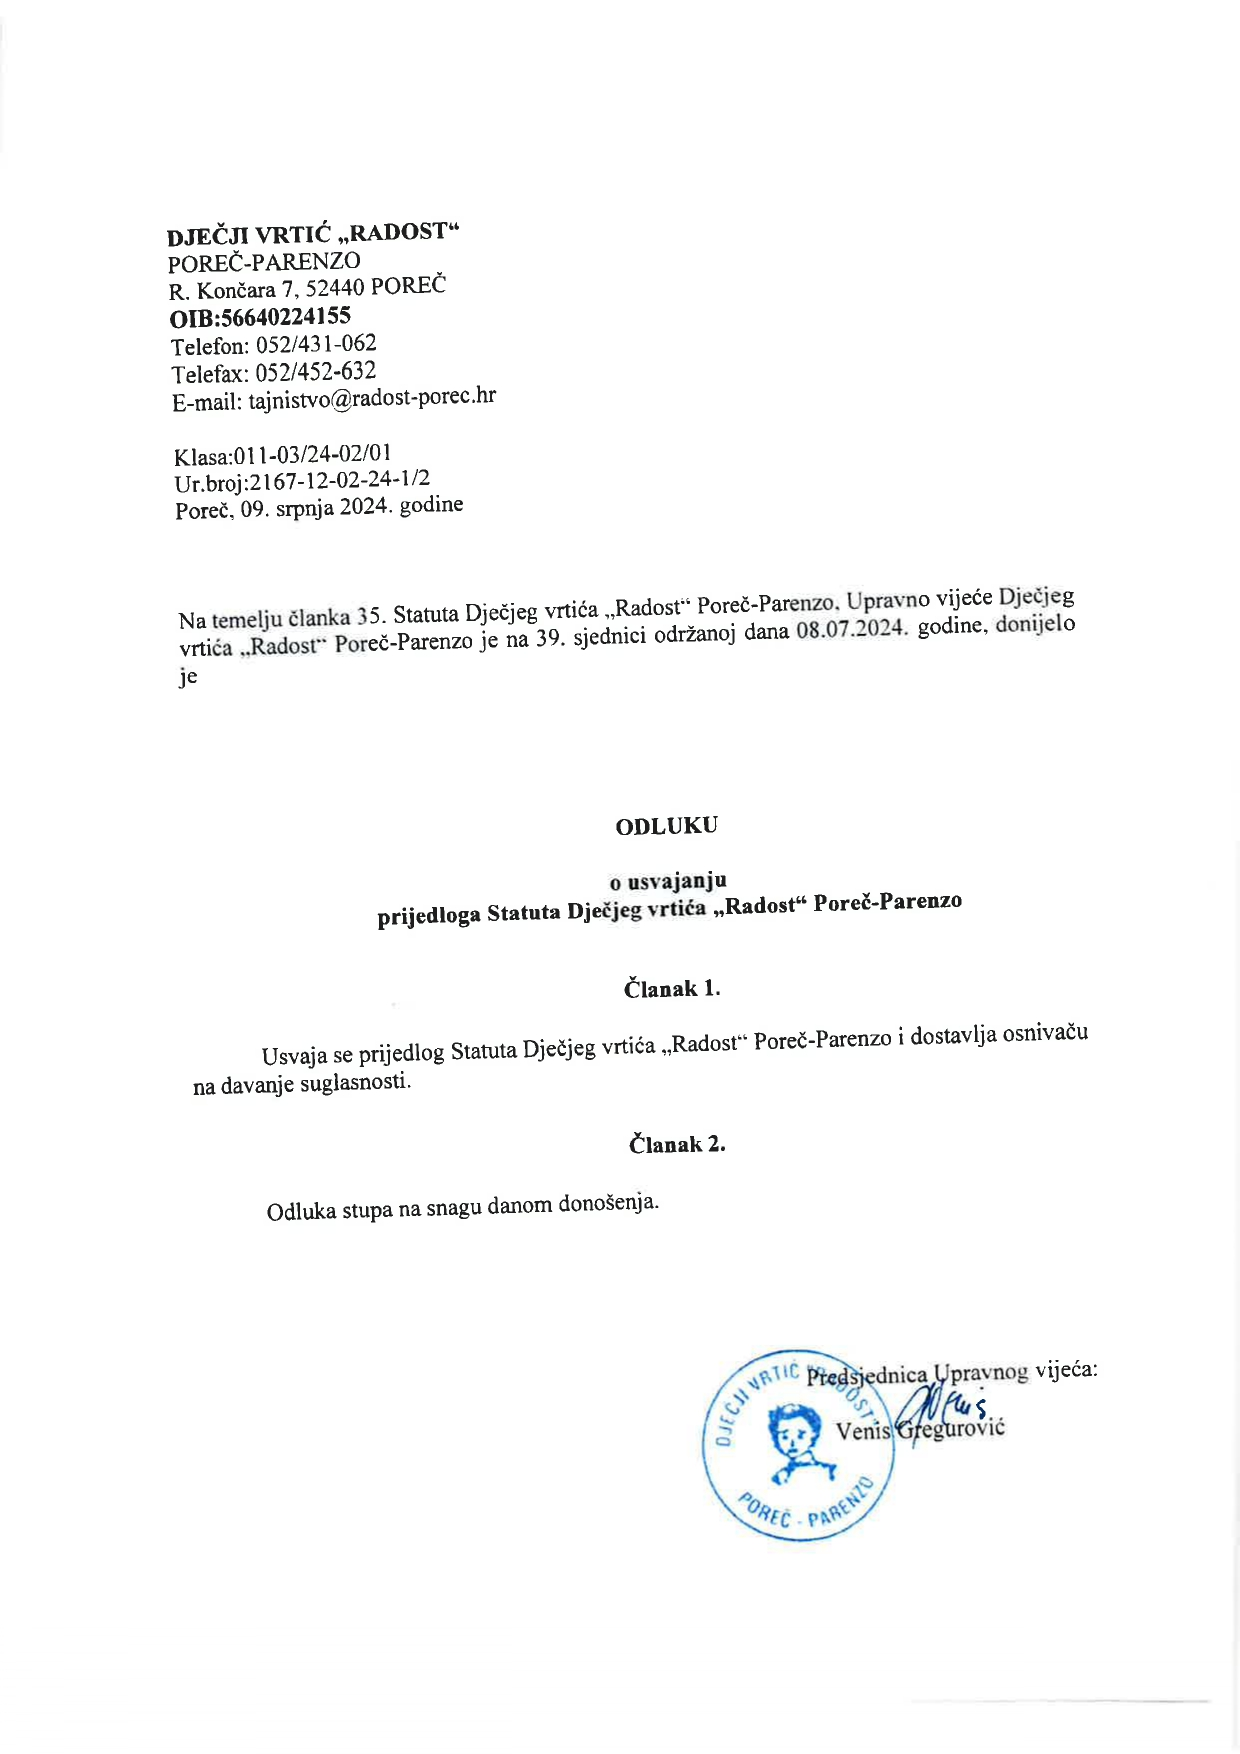 DJEČJI VRTIĆ „RADOST“
POREČ-PARENZO
R. Končara 7, 52440 POREČ
OIB:56640224155
Telefon: 052/431-062
Telefax: 052/452-632
E-mail: tajnistvo@radost-porec.hr
Klasa:011-03/24-02/01
Ur.broj:2167-12-02-24-1/2
Poreč, 09. srpnja 2024. godine
Na temelju članka 35. Statuta Dječjeg vrtića „Radost“ Poreč-Parenzo, Upravno vijeće Dječjeg
vrtića „Radost“ Poreč-Parenzo je na 39. sjednici održanoj dana 08.07.2024. godine, donijelo
je
ODLUKU
o usvajanju
prijedloga Statuta Dječjeg vrtića „Radost“ Poreč-Parenzo
Članak 1.
Usvaja se prijedlog Statuta Dječjeg vrtića „Radost“ Poreč-Parenzo i dostavlja osnivaču
na davanje suglasnosti.
Članak 2.
Odluka stupa na snagu danom donošenja.
Predsjednica Upravnog vijeća:
Venis Gregurović
DJEČJI VRTIĆ "RADOST"
POREČ - PARENZO